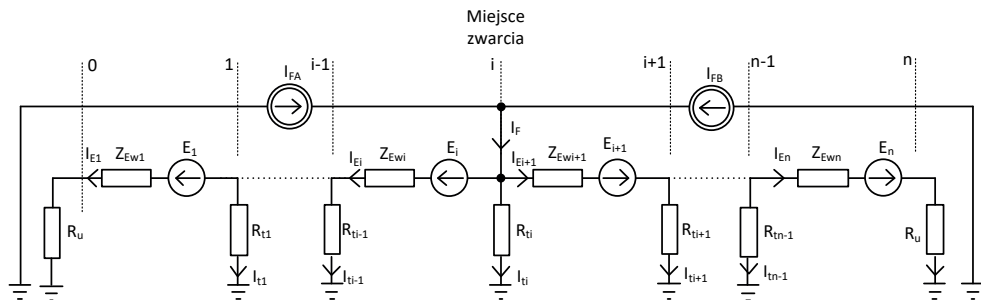 Miejsce
zwarcia
0
1
i-1
i
i+1
n-1
n
I_FA
I_FB
I_F
I_E1
Z_Ew1
E_1
I_Ei
Z_Ewi
E_i
I_Ei+1
Z_Ewi+1
E_i+1
I_En
Z_Ewn
E_n
R_u
R_t1
R_ti-1
R_ti
R_ti+1
R_tn-1
R_u
I_t1
I_ti-1
I_ti
I_ti+1
I_tn-1